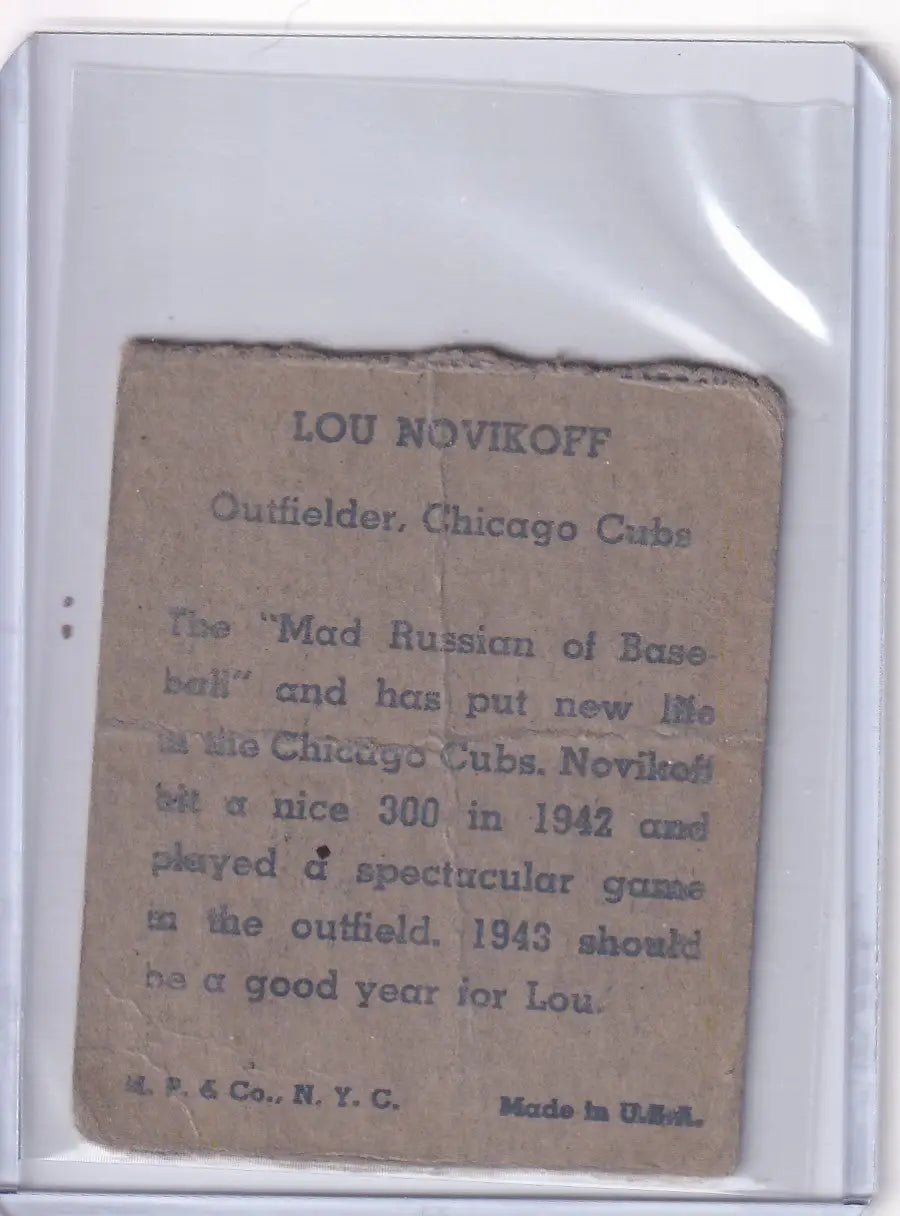 LOU NOVIKOFF
Outfielder, Chicago Cubs
The "Mad Russian of Base-
ball" and has put new life
in the Chicago Cubs. Novikoff
hit a nice 300 in 1942 and
played a spectacular game
in the outfield. 1943 should
be a good year for Lou.
M. P. & Co., N. Y. C.
Made in U.S.A.